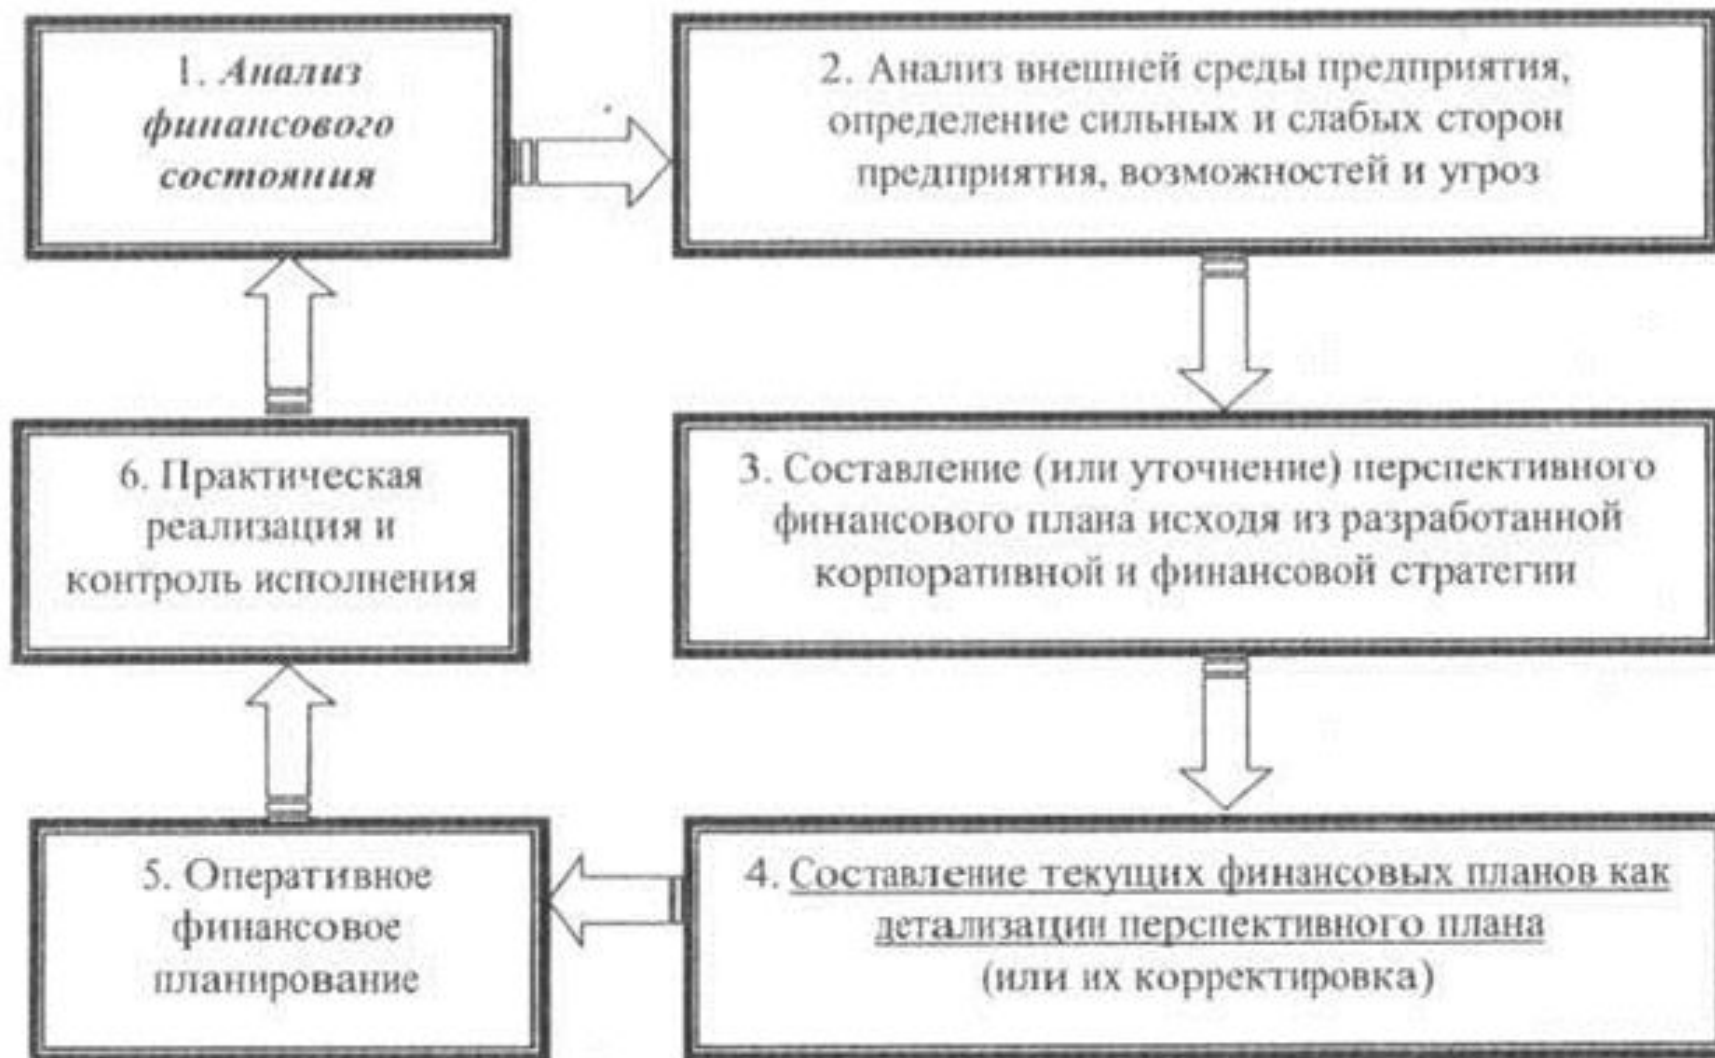 1. Анализ
финансового
состояния
2. Анализ внешней среды предприятия,
определение сильных и слабых сторон
предприятия, возможностей и угроз
3. Составление (или уточнение) перспективного
финансового плана исходя из разработанной
корпоративной и финансовой стратегии
4. Составление текущих финансовых планов как
детализации перспективного плана
(или их корректировка)
5. Оперативное
финансовое
планирование
6. Практическая
реализация и
контроль исполнения